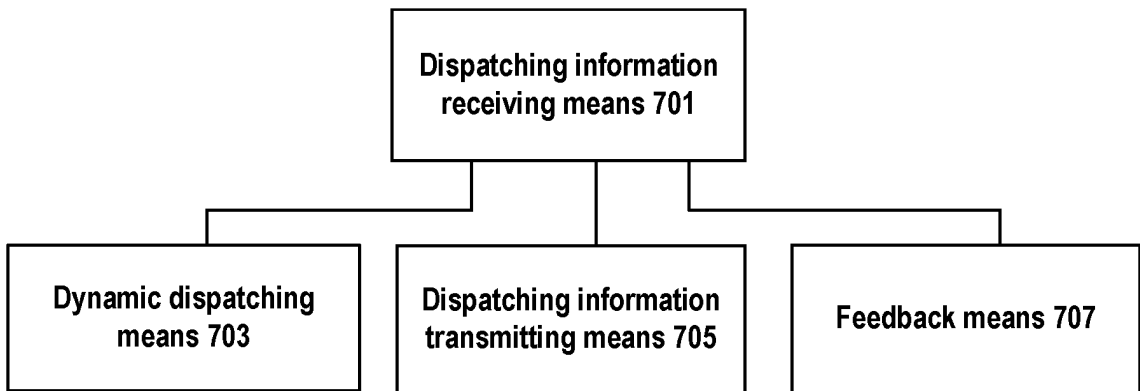 Dispatching information
receiving means 701
Dynamic dispatching
means 703
Dispatching information
transmitting means 705
Feedback means 707